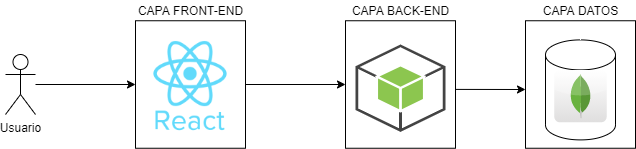 CAPA FRONT-END
CAPA BACK-END
CAPA DATOS
React
Usuario